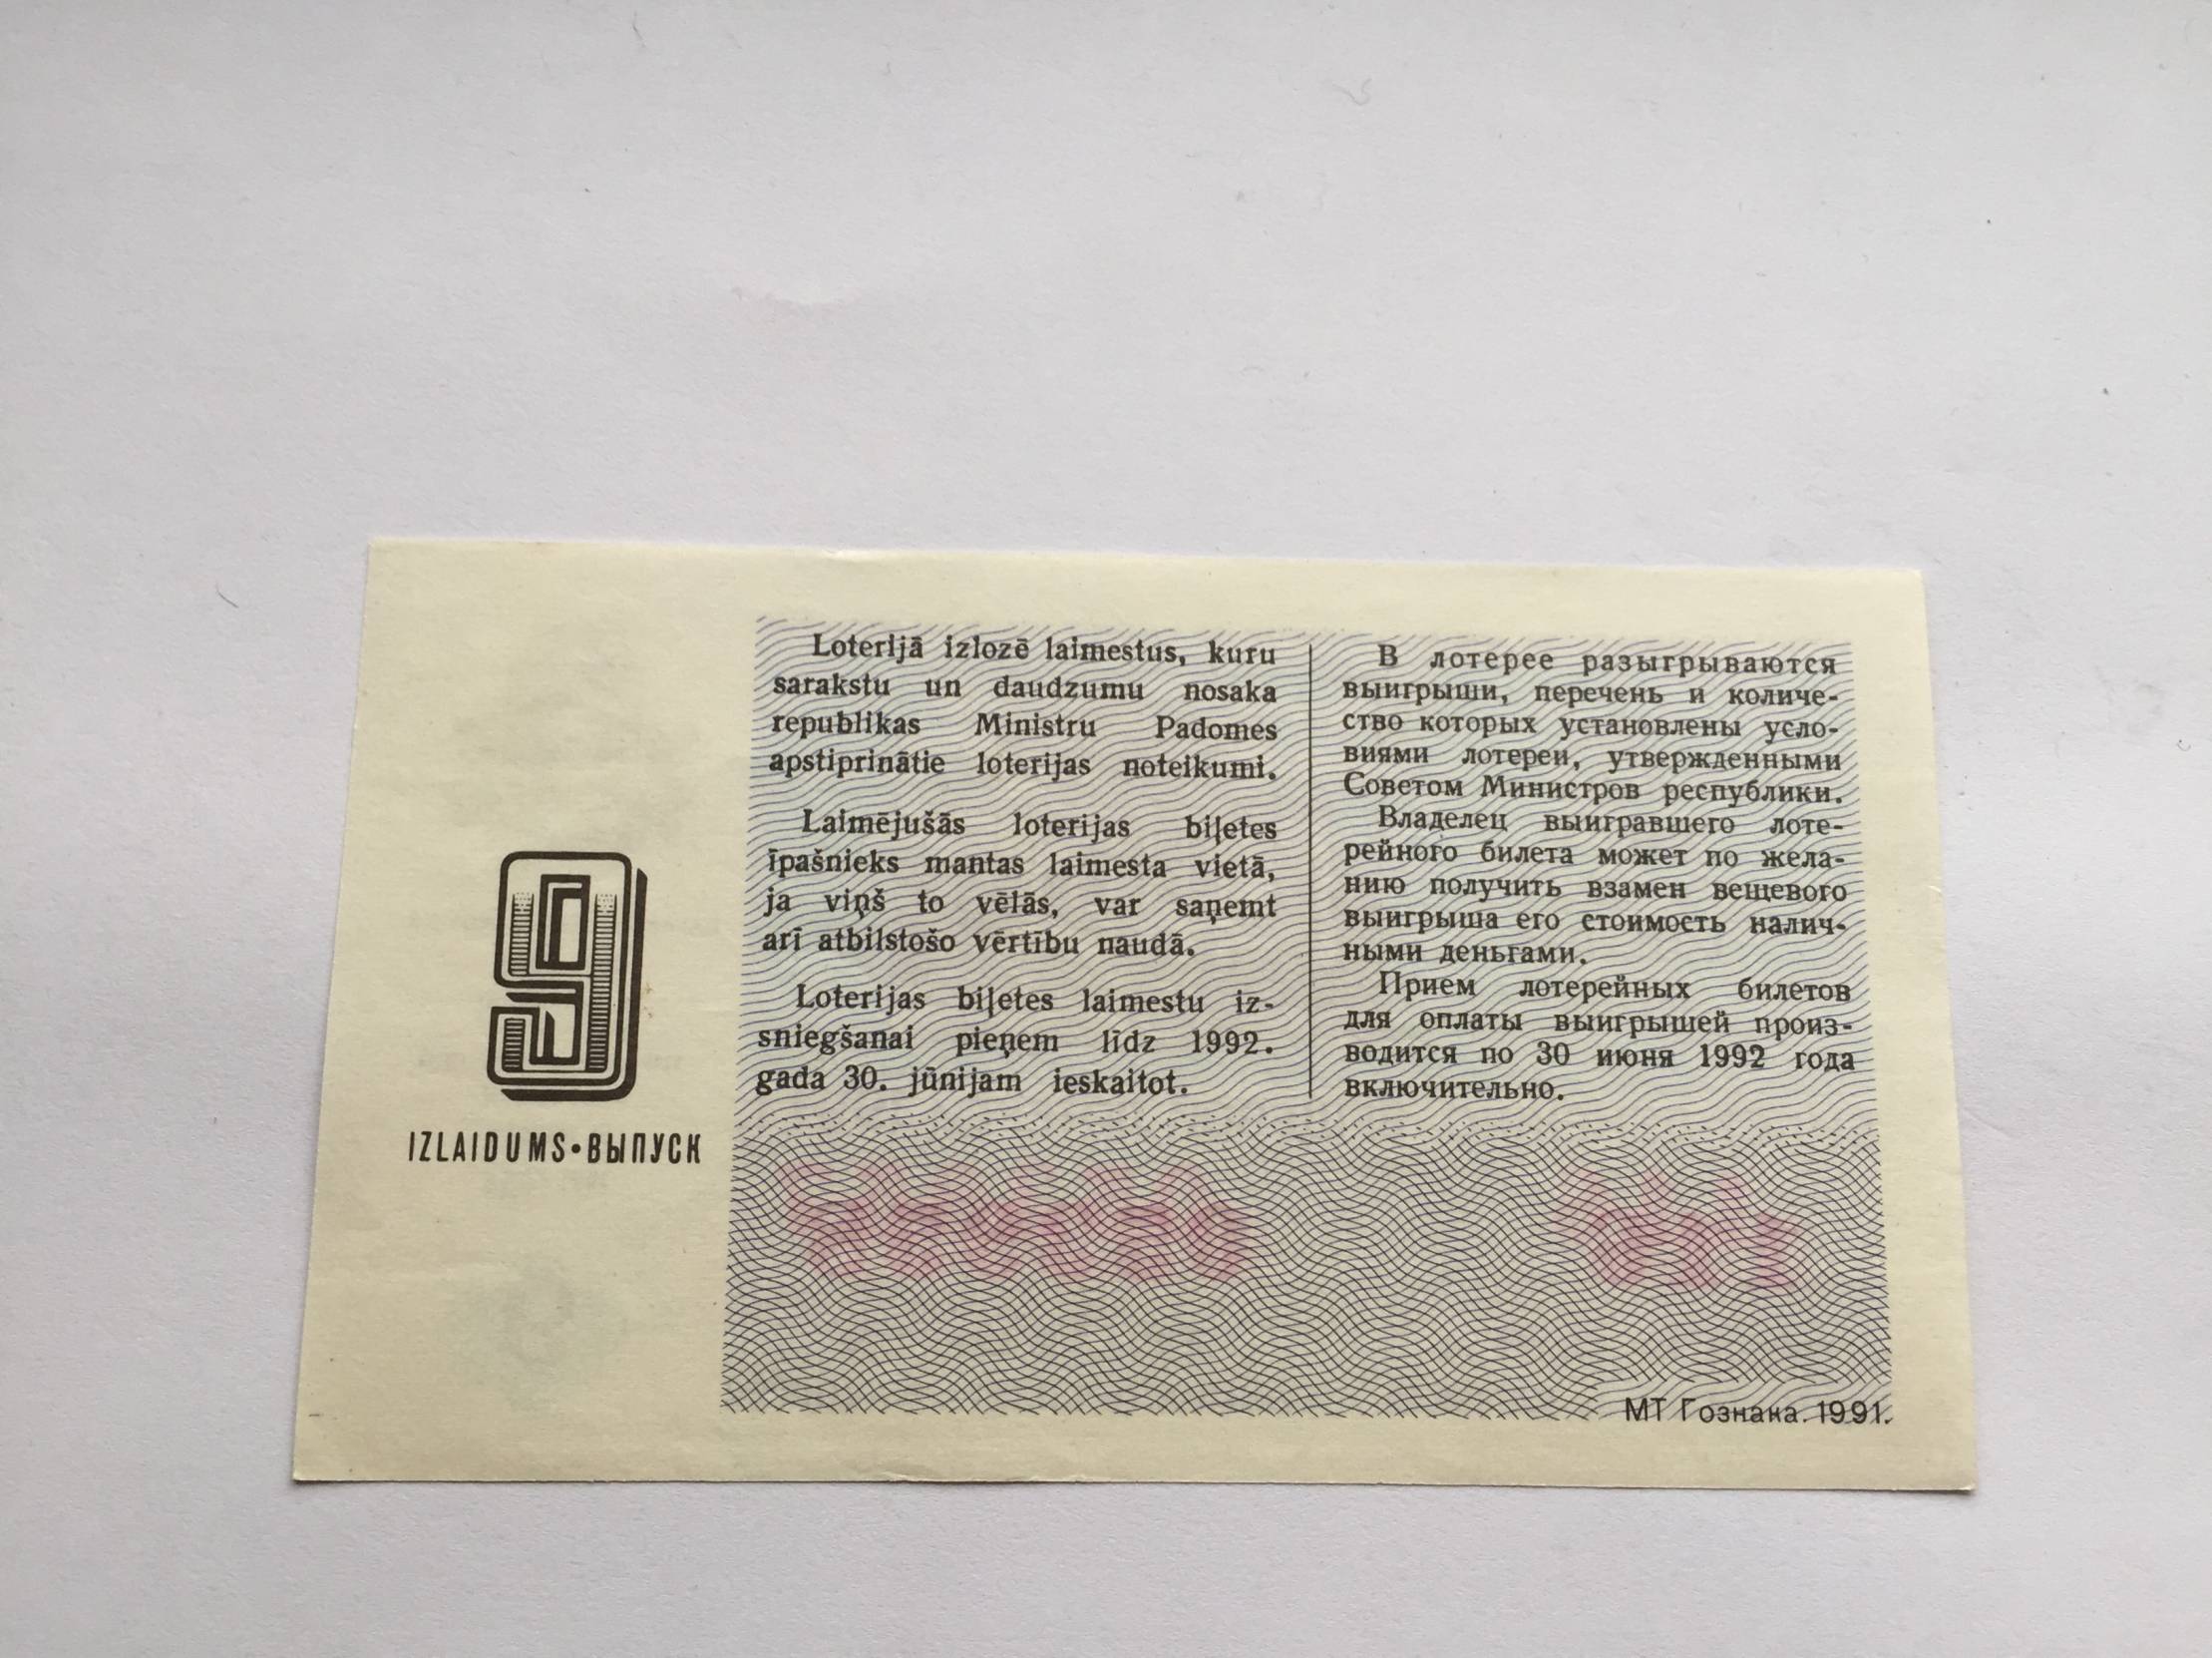 Loterijā izlozē laimestus, kuru
sarakstu un daudzumu nosaka
republikas Ministru Padomes
apstiprinātie loterijas noteikumi.
Laimējušās loterijas biļetes
īpašnieks mantas laimesta vietā,
ja viņš to vēlās, var saņemt
arī atbilstošo vērtību naudā.
Loterijas biļetes laimestu iz-
sniegšanai pieņem līdz 1992.
gada 30. jūnijam ieskaitot.
В лотерее разыгрываются
выигрыши, перечень и количе-
ство которых установлены усло-
виями лотереи, утвержденными
Советом Министров республики.
Владелец выигравшего лоте-
рейного билета может по жела-
нию получить взамен вещевого
выигрыша его стоимость налич-
ными деньгами.
Прием лотерейных билетов
для оплаты выигрышей произ-
водится по 30 июня 1992 года
включительно.
9
IZLAIDUMS•ВЫПУСК
МТ Гознака. 1991.